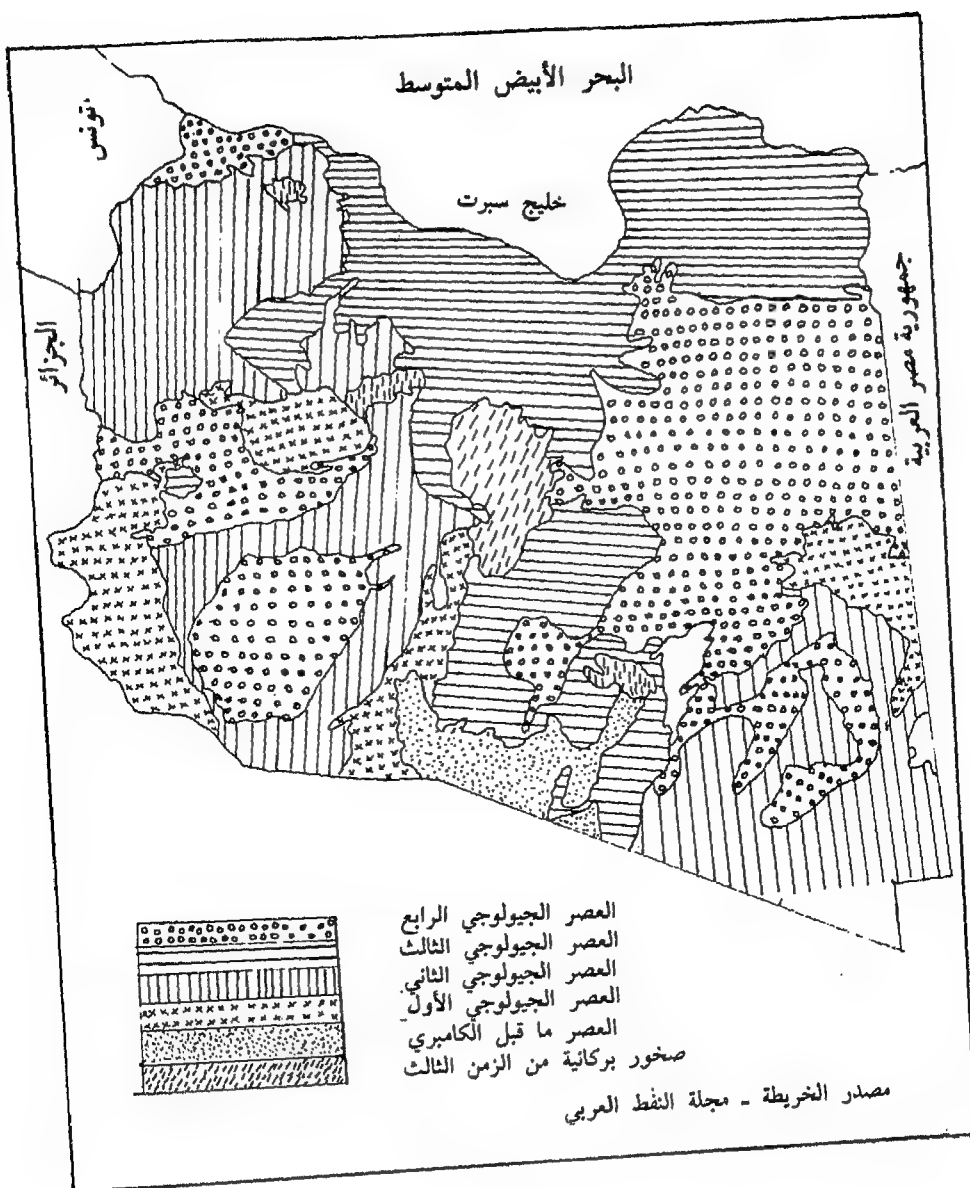 البحر الأبيض المتوسط
تونس
خليج سبرت
الجزائر
جمهورية مصر العربية
العصر الجيولوجي الرابع
العصر الجيولوجي الثالث
العصر الجيولوجي الثاني
العصر الجيولوجي الأول
العصر ما قبل الكامبري
صخور بركانية من الزمن الثالث
مصدر الخريطة - مجلة النفط العربي